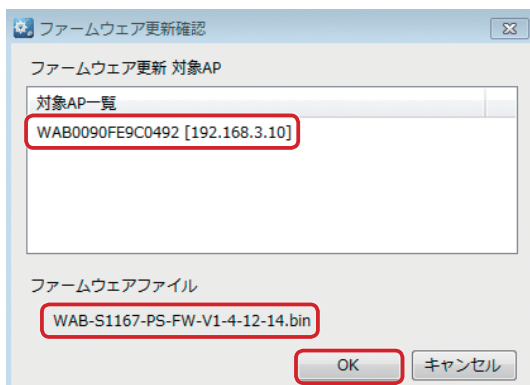 ファームウェア更新確認
ファームウェア更新 対象AP
対象AP一覧
WAB0090FE9C0492 [192.168.3.10]
ファームウェアファイル
WAB-S1167-PS-FW-V1-4-12-14.bin
OK キャンセル